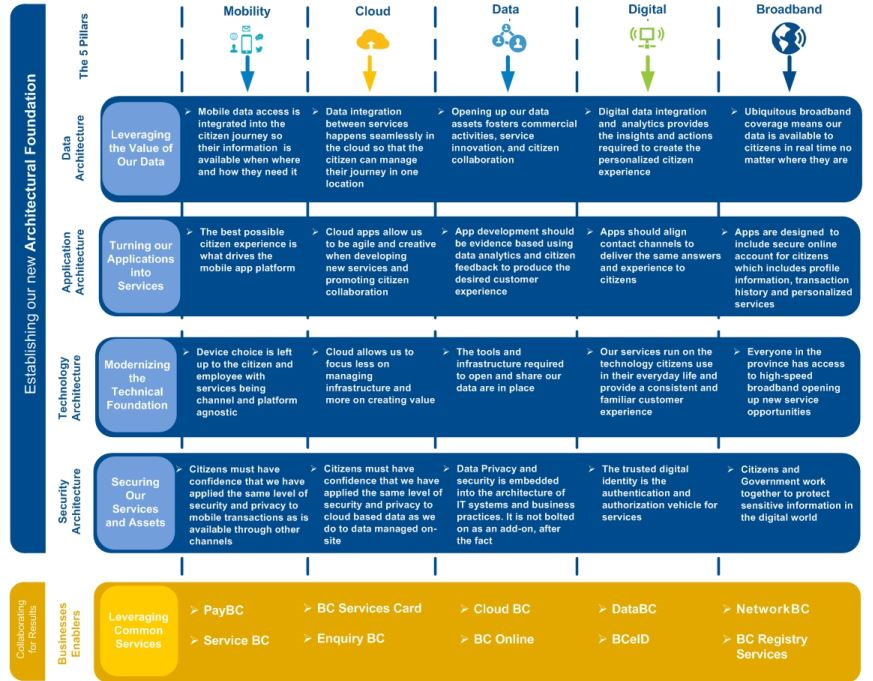 Mobility
Cloud
Data
Digital
Broadband
The 5 Pillars
Establishing our new Architectural Foundation
Data
Architecture
Leveraging
the Value of
Our Data
Mobile data access is
integrated into the
citizen journey so
their information is
available when where
and how they need it
Data integration
between services
happens seamlessly in
the cloud so that the
citizen can manage
their journey in one
location
Opening up our data
assets fosters commercial
activities, service
innovation, and citizen
collaboration
Digital data integration
and analytics provides
the insights and actions
required to create the
personalized citizen
experience
Ubiquitous broadband
coverage means our
data is available to
citizens in real time no
matter where they are
Application
Architecture
Turning our
Applications
into
Services
The best possible
citizen experience is
what drives the
mobile app platform
Cloud apps allow us
to be agile and creative
when developing
new services and
promoting citizen
collaboration
App development should
be evidence based using
data analytics and citizen
feedback to produce the
desired customer
experience
Apps should align
contact channels to
deliver the same answers
and experience to
citizens
Apps are designed to
include secure online
account for citizens
which includes profile
information, transaction
history and personalized
services
Technology
Architecture
Modernizing
the
Technical
Foundation
Device choice is left
up to the citizen and
employee with
services being
channel and platform
agnostic
Cloud allows us to
focus less on
managing
infrastructure and
more on creating value
The tools and
infrastructure required
to open and share our
data are in place
Our services run on the
technology citizens use
in their everyday life and
provide a consistent and
familiar customer
experience
Everyone in the
province has access
to high-speed
broadband opening
up new service
opportunities
Security
Architecture
Securing
Our
Services
and Assets
Citizens must have
confidence that we have
applied the same level of
security and privacy to
mobile transactions as is
available through other
channels
Citizens must have
confidence that we have
applied the same level of
security and privacy to
cloud based data as we
do to data managed on-
site
Data Privacy and
security is embedded
into the architecture of
IT systems and business
practices. It is not bolted
on as an add-on, after
the fact
The trusted digital
identity is the
authentication and
authorization vehicle for
services
Citizens and
Government work
together to protect
sensitive information in
the digital world
Collaborating
for Results
Businesses
Enablers
Leveraging
Common
Services
PayBC
Service BC
BC Services Card
Enquiry BC
Cloud BC
BC Online
DataBC
BCeID
NetworkBC
BC Registry
Services